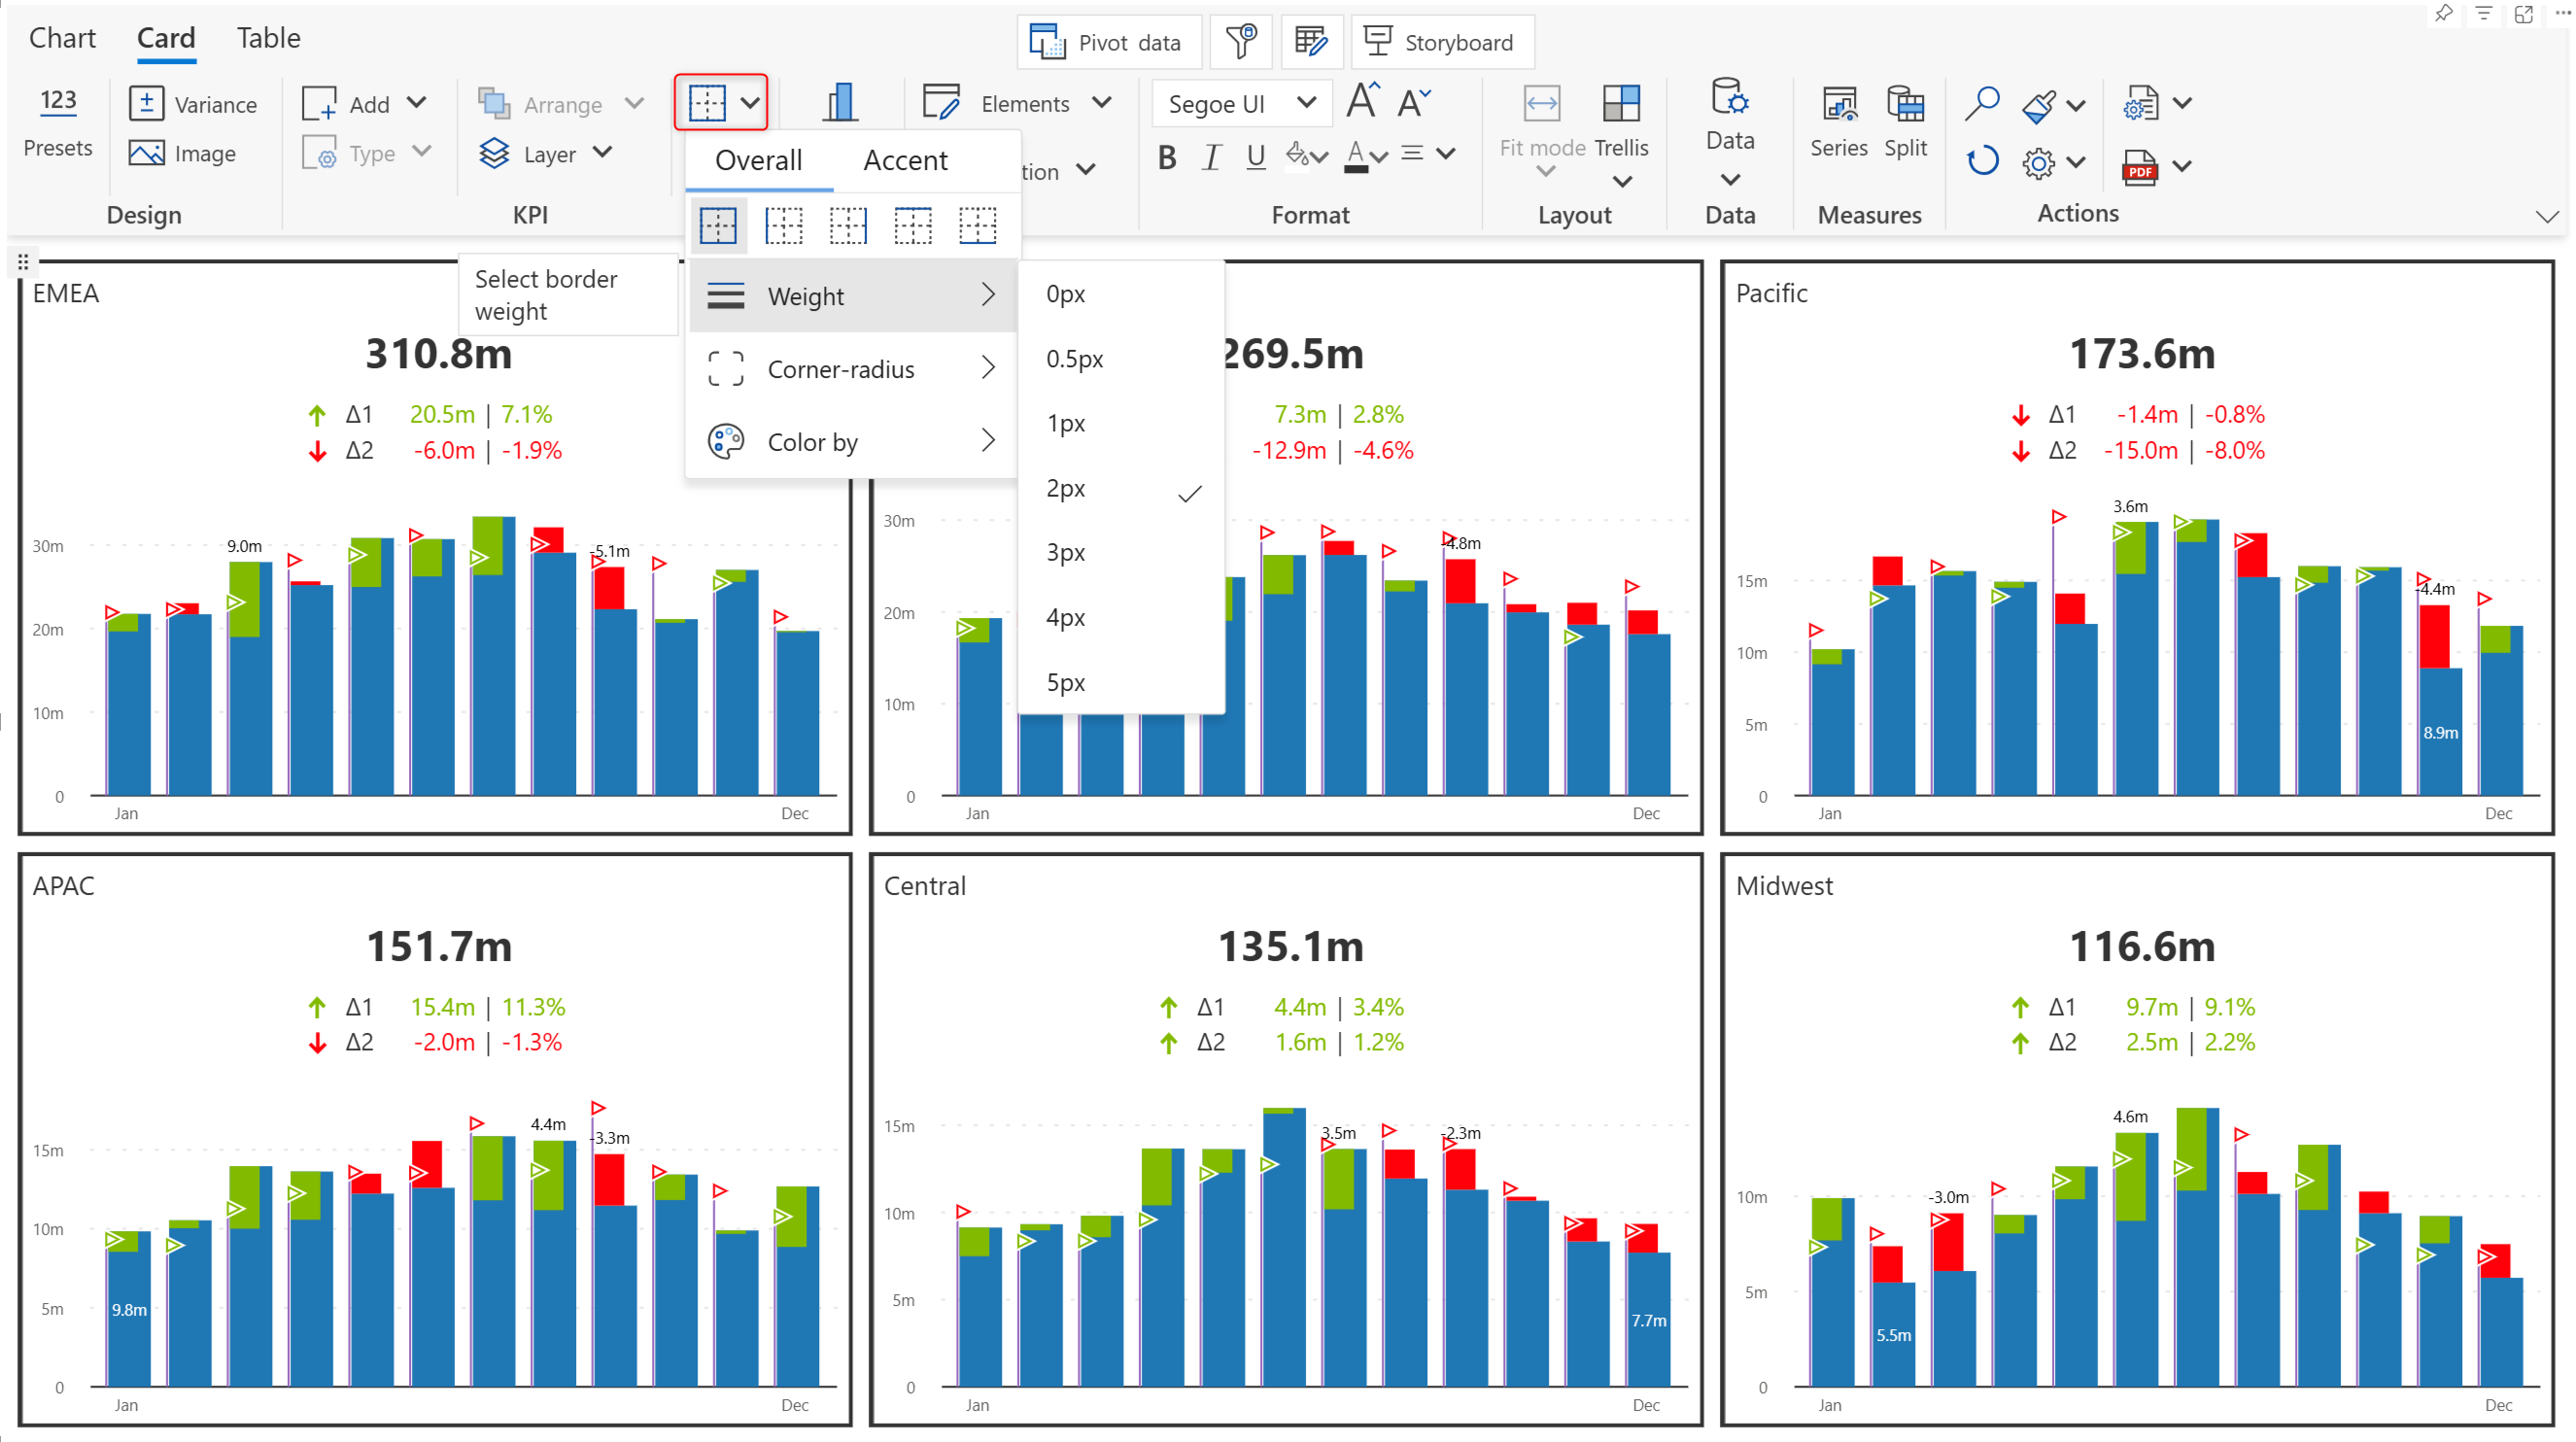 Chart Card Table
Pivot data Storyboard
123 Presets
Variance
Image
Design
Add
Type
Arrange
Layer
KPI
Elements
Segoe UI
B I U A
Format
Fit mode Trellis
Layout
Data
Data
Series Split
Measures
PDF
Actions
Overall Accent
Weight
Corner-radius
Color by
Select border
weight
0px
0.5px
1px
2px
3px
4px
5px
EMEA
310.8m
Δ1 20.5m | 7.1%
Δ2 -6.0m | -1.9%
9.0m
-5.1m
30m
20m
10m
0
Jan Dec
269.5m
7.3m | 2.8%
-12.9m | -4.6%
-4.8m
30m
20m
10m
0
Jan Dec
Pacific
173.6m
Δ1 -1.4m | -0.8%
Δ2 -15.0m | -8.0%
3.6m
-4.4m
8.9m
15m
10m
5m
0
Jan Dec
APAC
151.7m
Δ1 15.4m | 11.3%
Δ2 -2.0m | -1.3%
4.4m
-3.3m
9.8m
15m
10m
5m
0
Jan Dec
Central
135.1m
Δ1 4.4m | 3.4%
Δ2 1.6m | 1.2%
3.5m
-2.3m
7.7m
15m
10m
5m
0
Jan Dec
Midwest
116.6m
Δ1 9.7m | 9.1%
Δ2 2.5m | 2.2%
4.6m
-3.0m
5.5m
10m
5m
0
Jan Dec